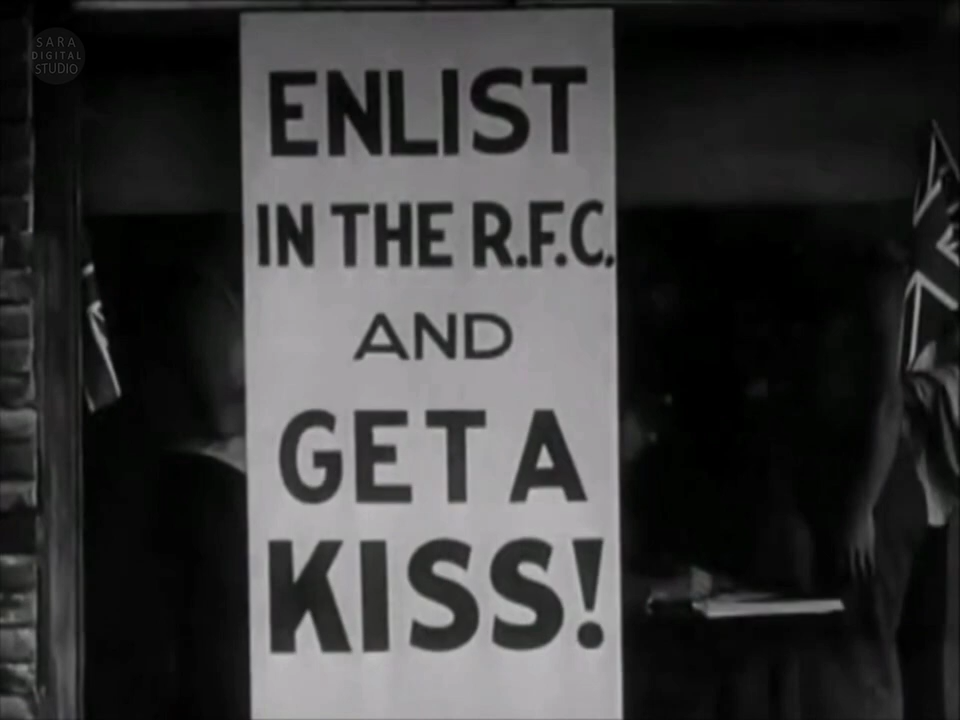 SARA
DIGITAL
STUDIO
ENLIST
IN THE R.F.C.
AND
GET A
KISS!